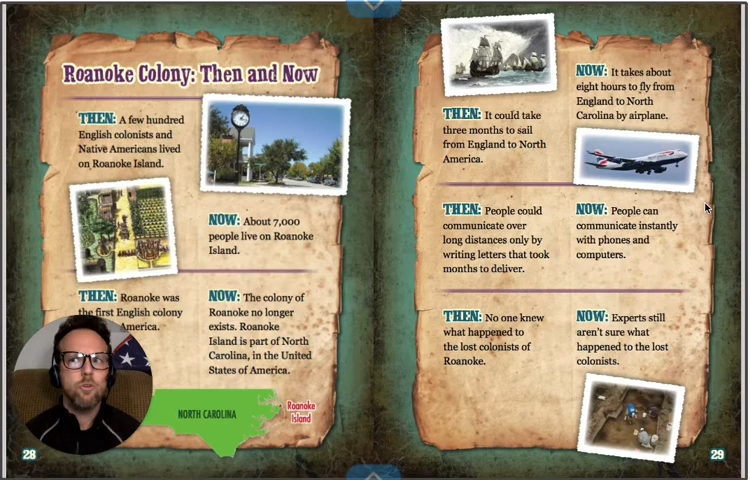 Roanoke Colony: Then and Now
THEN: A few hundred
English colonists and
Native Americans lived
on Roanoke Island.
NOW: About 7,000
people live on Roanoke
Island.
THEN: Roanoke was
the first English colony
America.
NOW: The colony of
Roanoke no longer
exists. Roanoke
Island is part of North
Carolina, in the United
States of America.
NORTH CAROLINA
Roanoke
Island
28
THEN: It could take
three months to sail
from England to North
America.
NOW: It takes about
eight hours to fly from
England to North
Carolina by airplane.
THEN: People could
communicate over
long distances only by
writing letters that took
months to deliver.
NOW: People can
communicate instantly
with phones and
computers.
THEN: No one knew
what happened to
the lost colonists of
Roanoke.
NOW: Experts still
aren't sure what
happened to the lost
colonists.
29